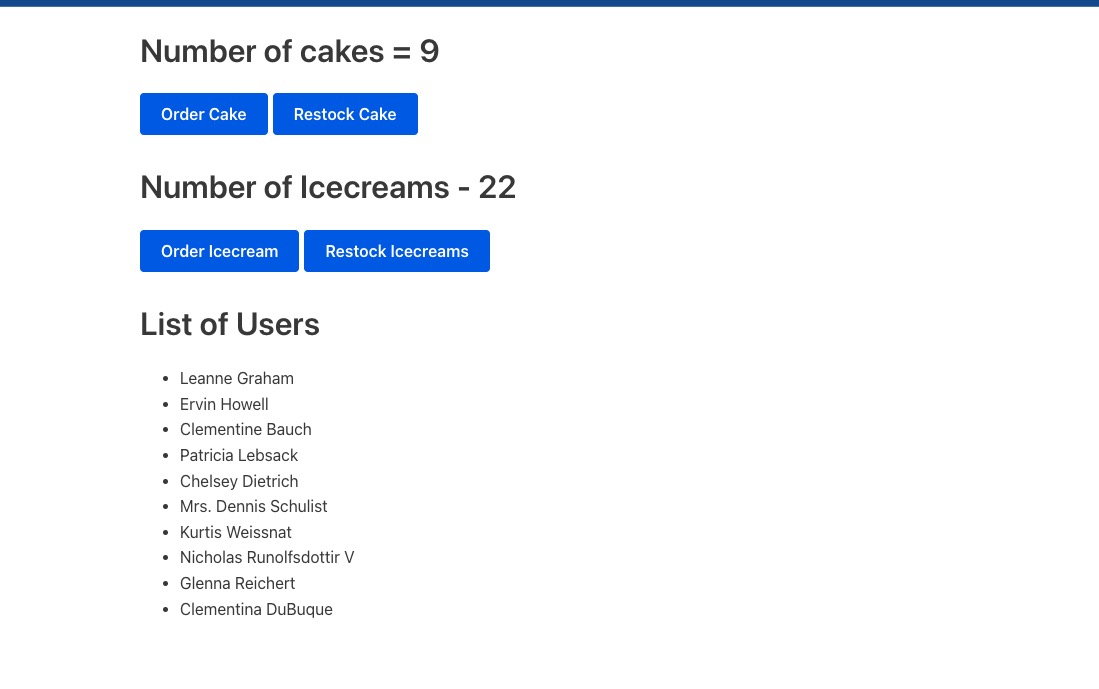 Number of cakes = 9
Order Cake Restock Cake
Number of Icecreams - 22
Order Icecream Restock Icecreams
List of Users
Leanne Graham
Ervin Howell
Clementine Bauch
Patricia Lebsack
Chelsey Dietrich
Mrs. Dennis Schulist
Kurtis Weissnat
Nicholas Runolfsdottir V
Glenna Reichert
Clementina DuBuque